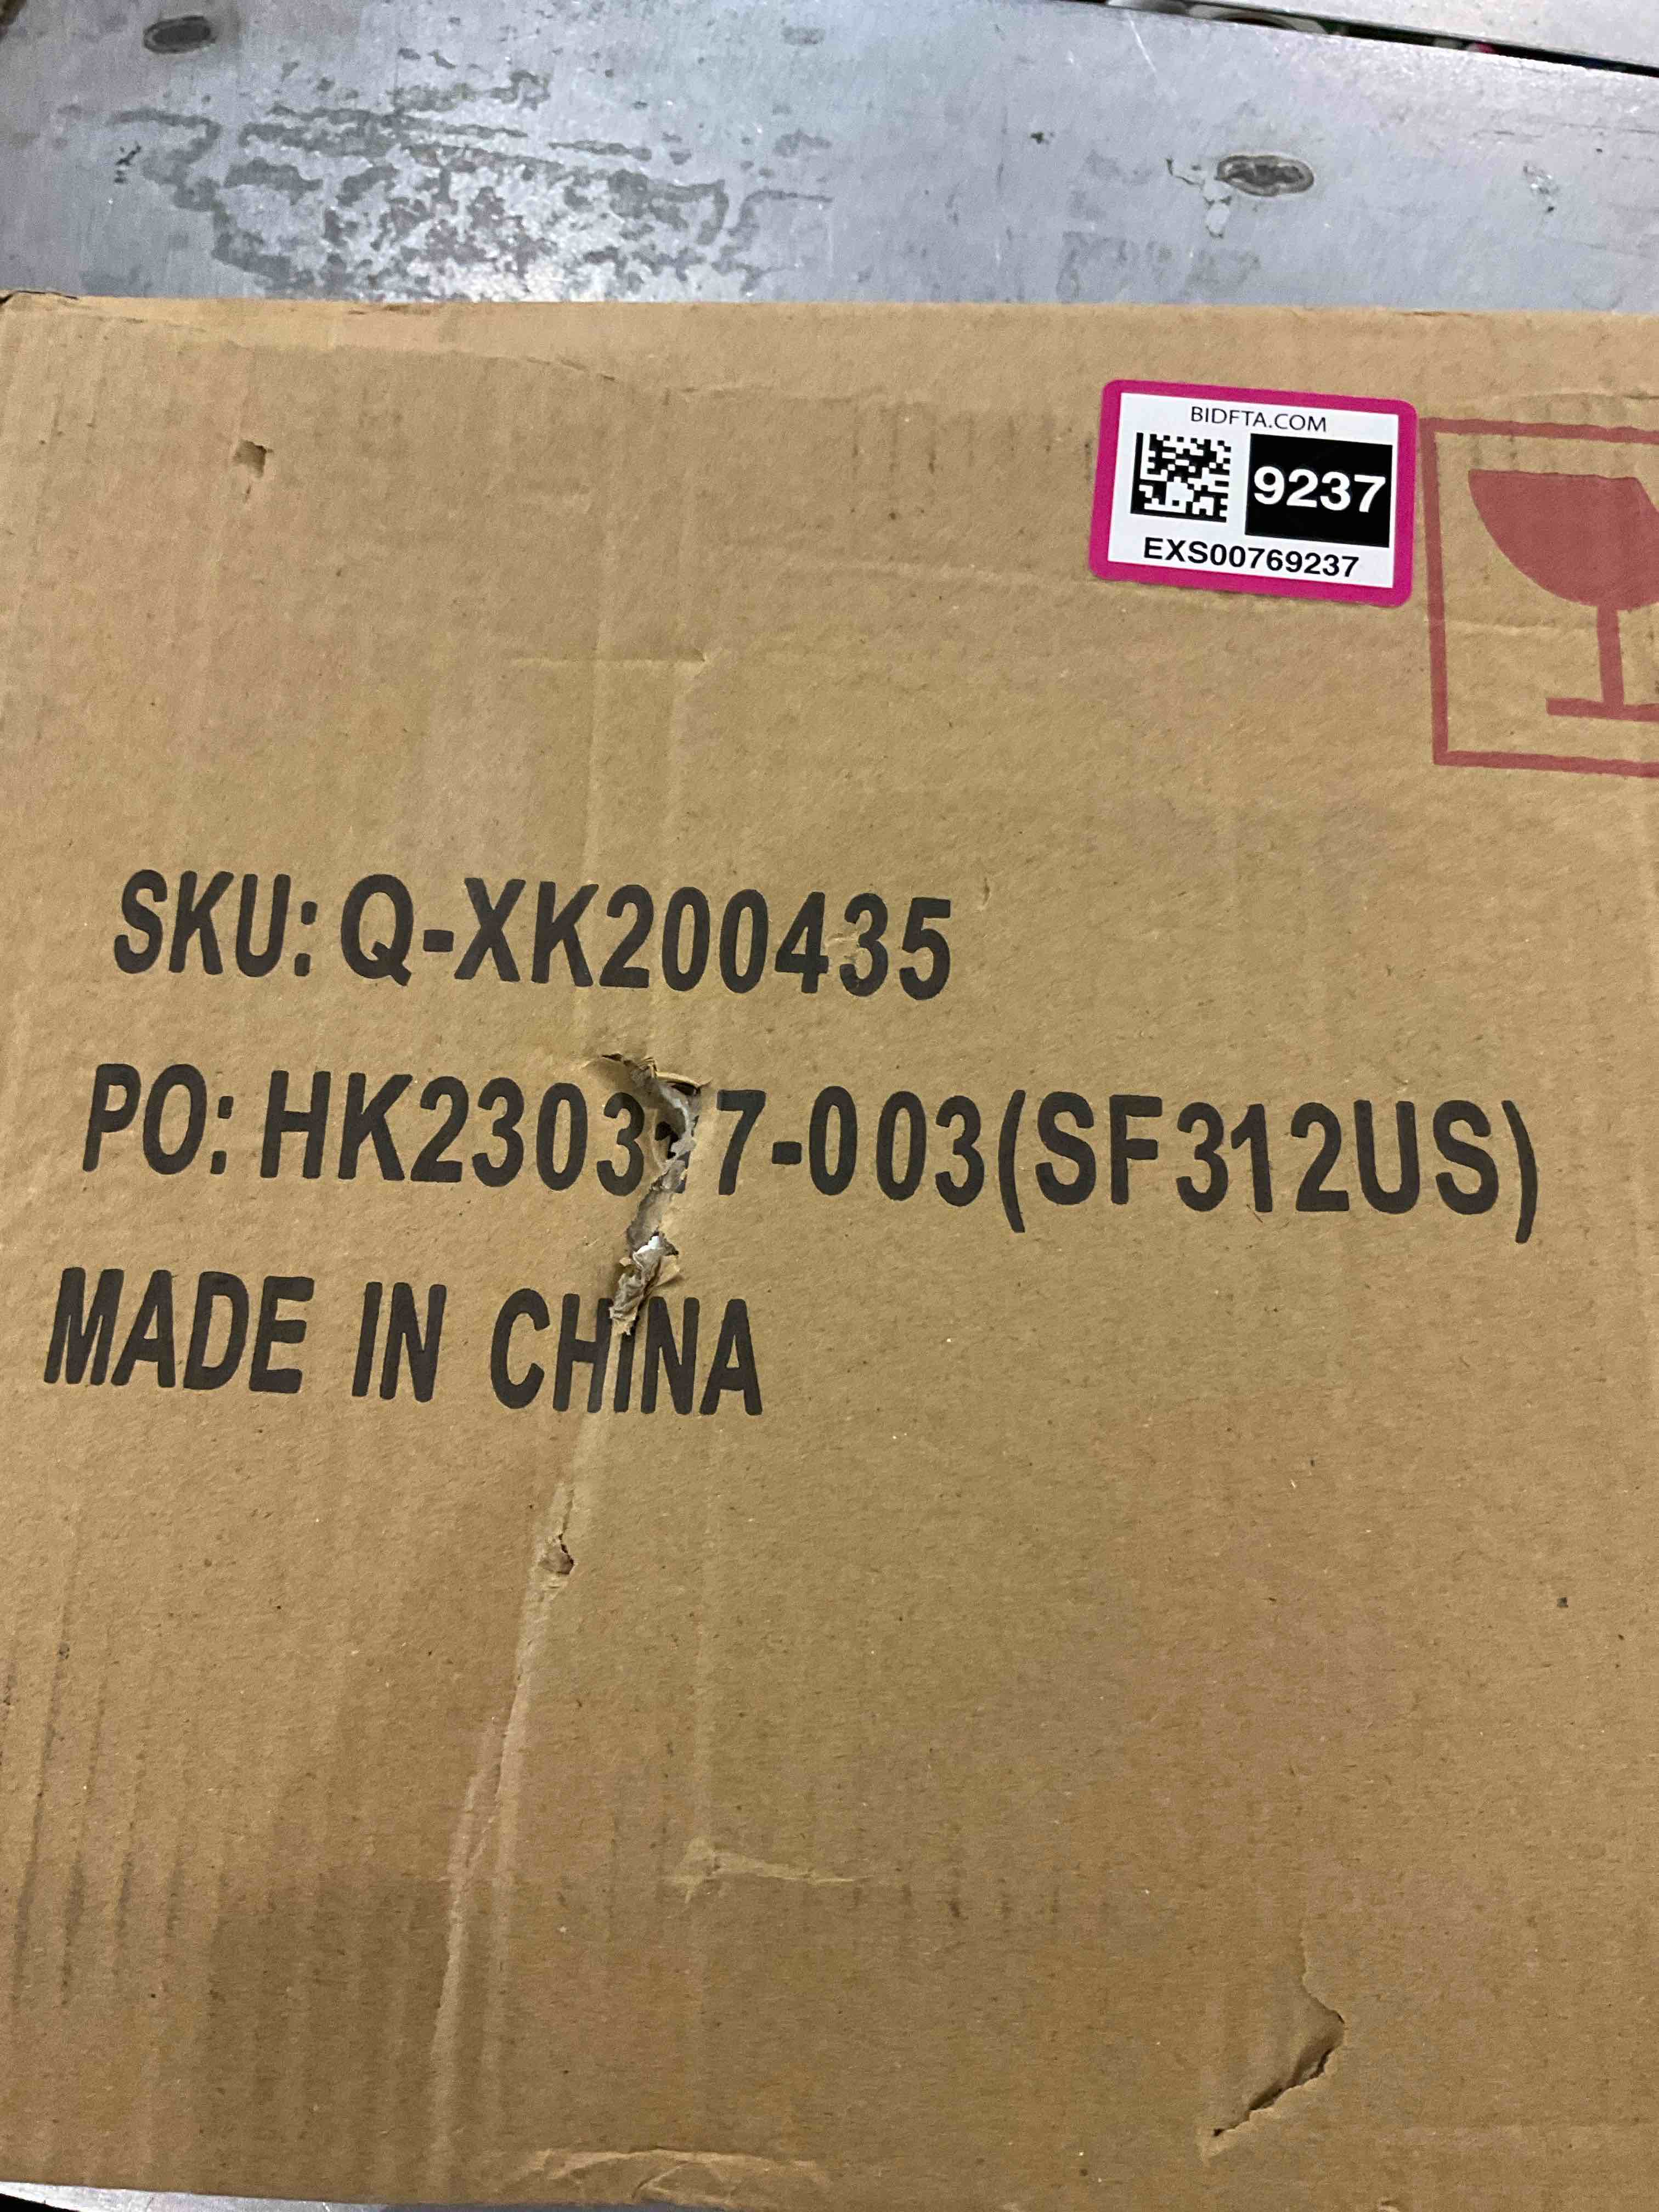 BIDFTA.COM
9237
EXS00769237
SKU: Q-XK200435
PO:
MADE IN CHINA